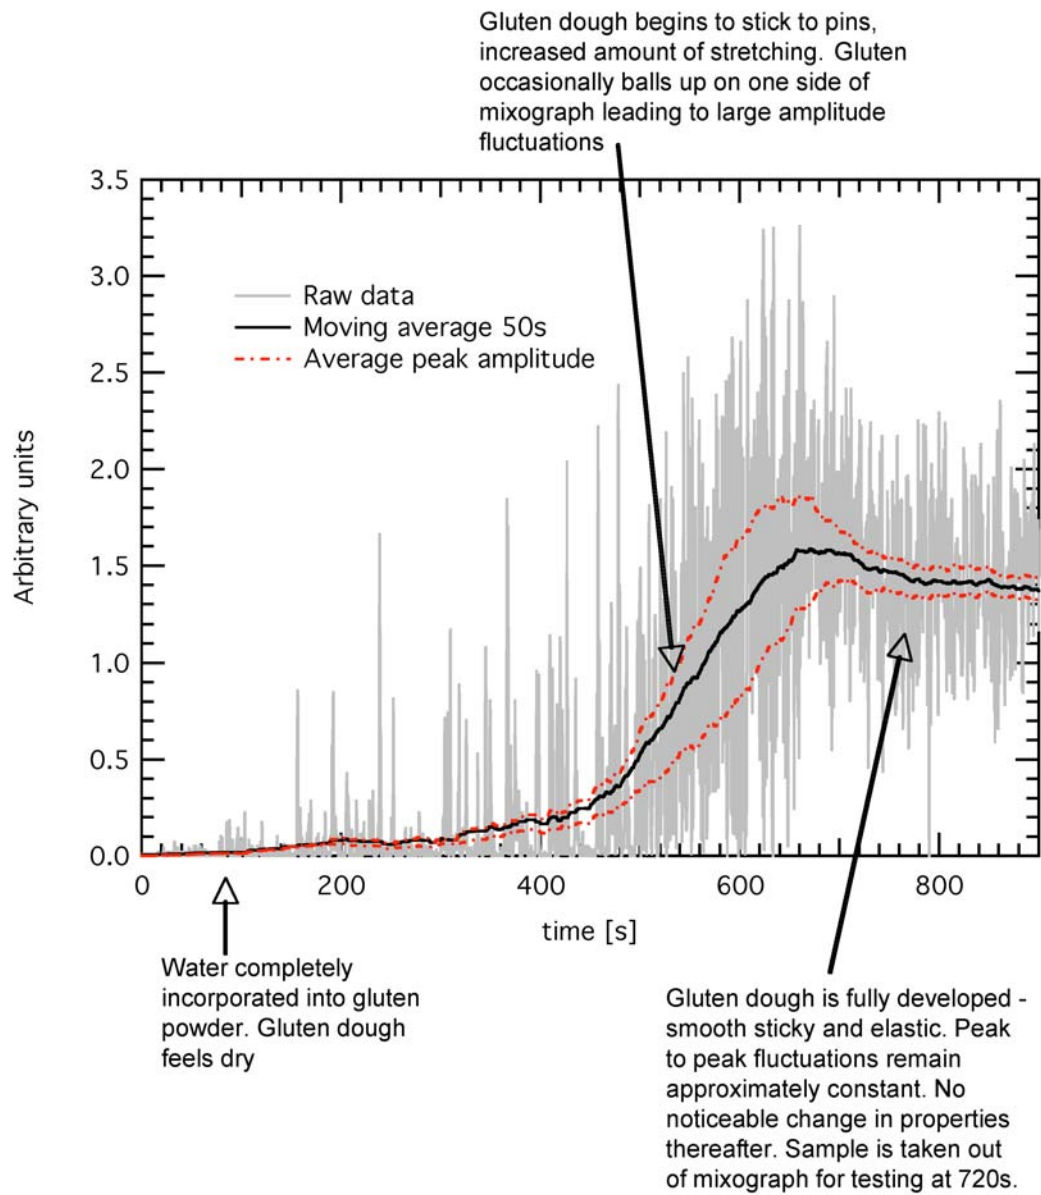 Gluten dough begins to stick to pins,
increased amount of stretching. Gluten
occasionally balls up on one side of
mixograph leading to large amplitude
fluctuations
3.5
3.0
2.5
2.0
1.5
1.0
0.5
0.0
Arbitrary units
Raw data
Moving average 50s
Average peak amplitude
0
200
400
600
800
time [s]
Water completely
incorporated into gluten
powder. Gluten dough
feels dry
Gluten dough is fully developed -
smooth sticky and elastic. Peak
to peak fluctuations remain
approximately constant. No
noticeable change in properties
thereafter. Sample is taken out
of mixograph for testing at 720s.